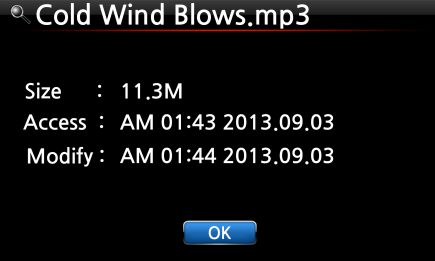 Cold Wind Blows.mp3
Size : 11.3M
Access : AM 01:43 2013.09.03
Modify : AM 01:44 2013.09.03
OK